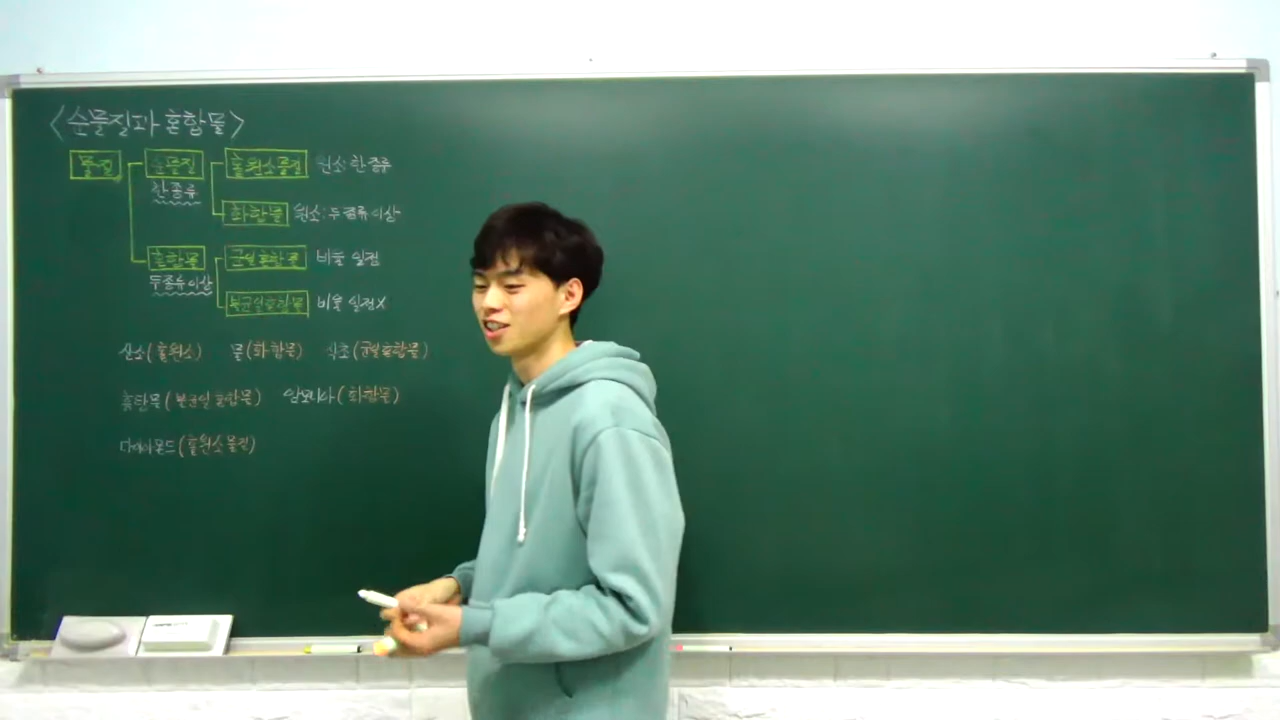 <순물질과 혼합물>
물질 순물질 홑원소물질 원소: 한 종류
한 종류
화합물 원소: 두 종류 이상
혼합물 균일혼합물 비율 일정
두 종류 이상
불균일혼합물 비율 일정X
산소(홑원소) 물(화합물) 식초(균일혼합물)
흙탕물(불균일혼합물) 암모니아(화합물)
다이아몬드(홑원소물질)